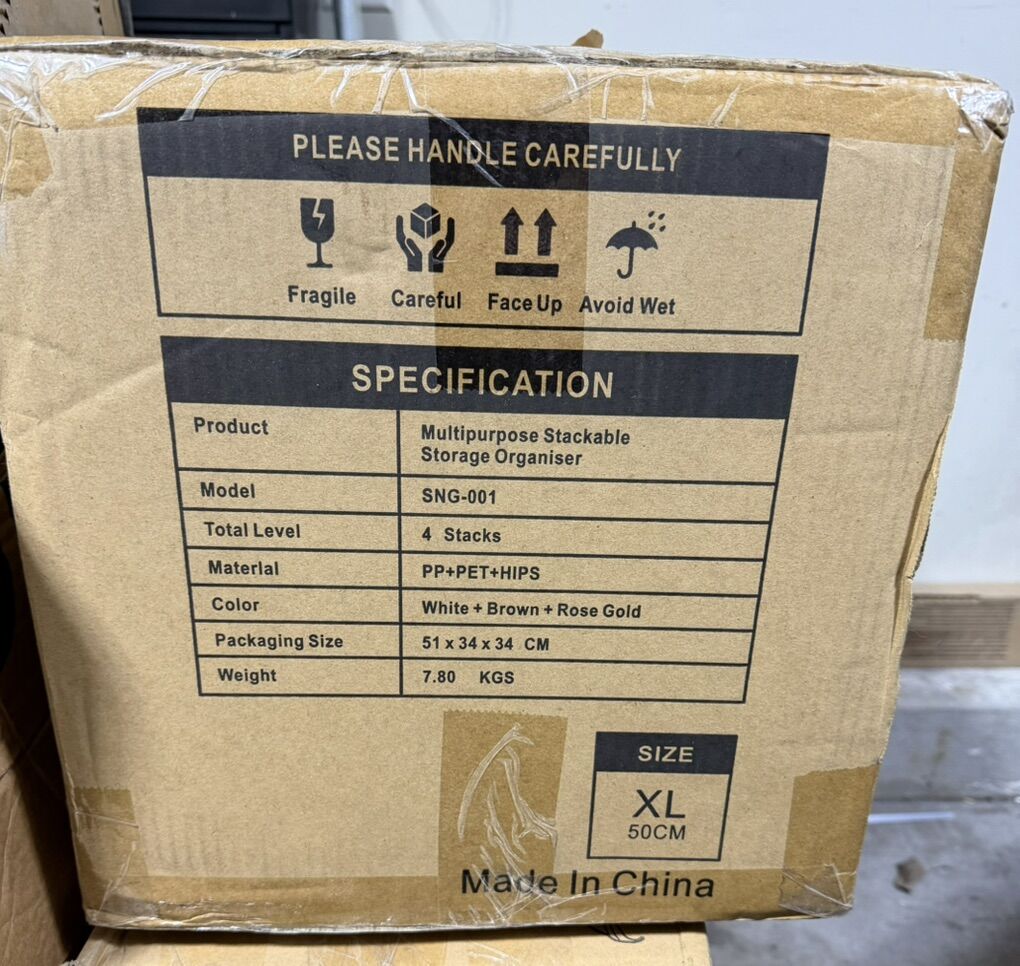 PLEASE HANDLE CAREFULLY
Fragile Careful Face Up Avoid Wet
SPECIFICATION
Product Multipurpose Stackable
Storage Organiser
Model SNG-001
Total Level 4 Stacks
Material PP+PET+HIPS
Color White + Brown + Rose Gold
Packaging Size 51 x 34 x 34 CM
Weight 7.80 KGS
SIZE
XL
50CM
Made In China